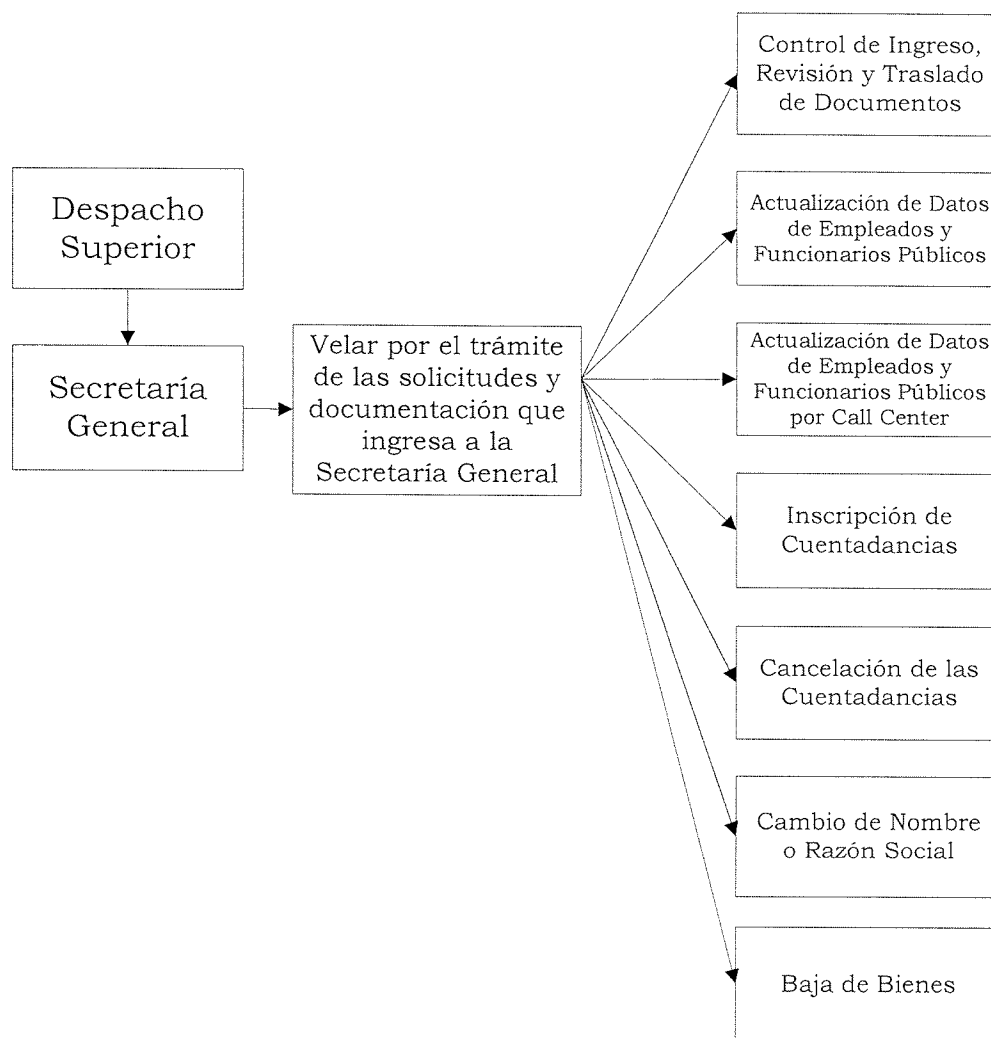 Despacho
Superior
Secretaría
General
Velar por el trámite
de las solicitudes y
documentación que
ingresa a la
Secretaría General
Control de Ingreso,
Revisión y Traslado
de Documentos
Actualización de Datos
de Empleados y
Funcionarios Públicos
Actualización de Datos
de Empleados y
Funcionarios Públicos
por Call Center
Inscripción de
Cuentadancias
Cancelación de las
Cuentadancias
Cambio de Nombre
o Razón Social
Baja de Bienes